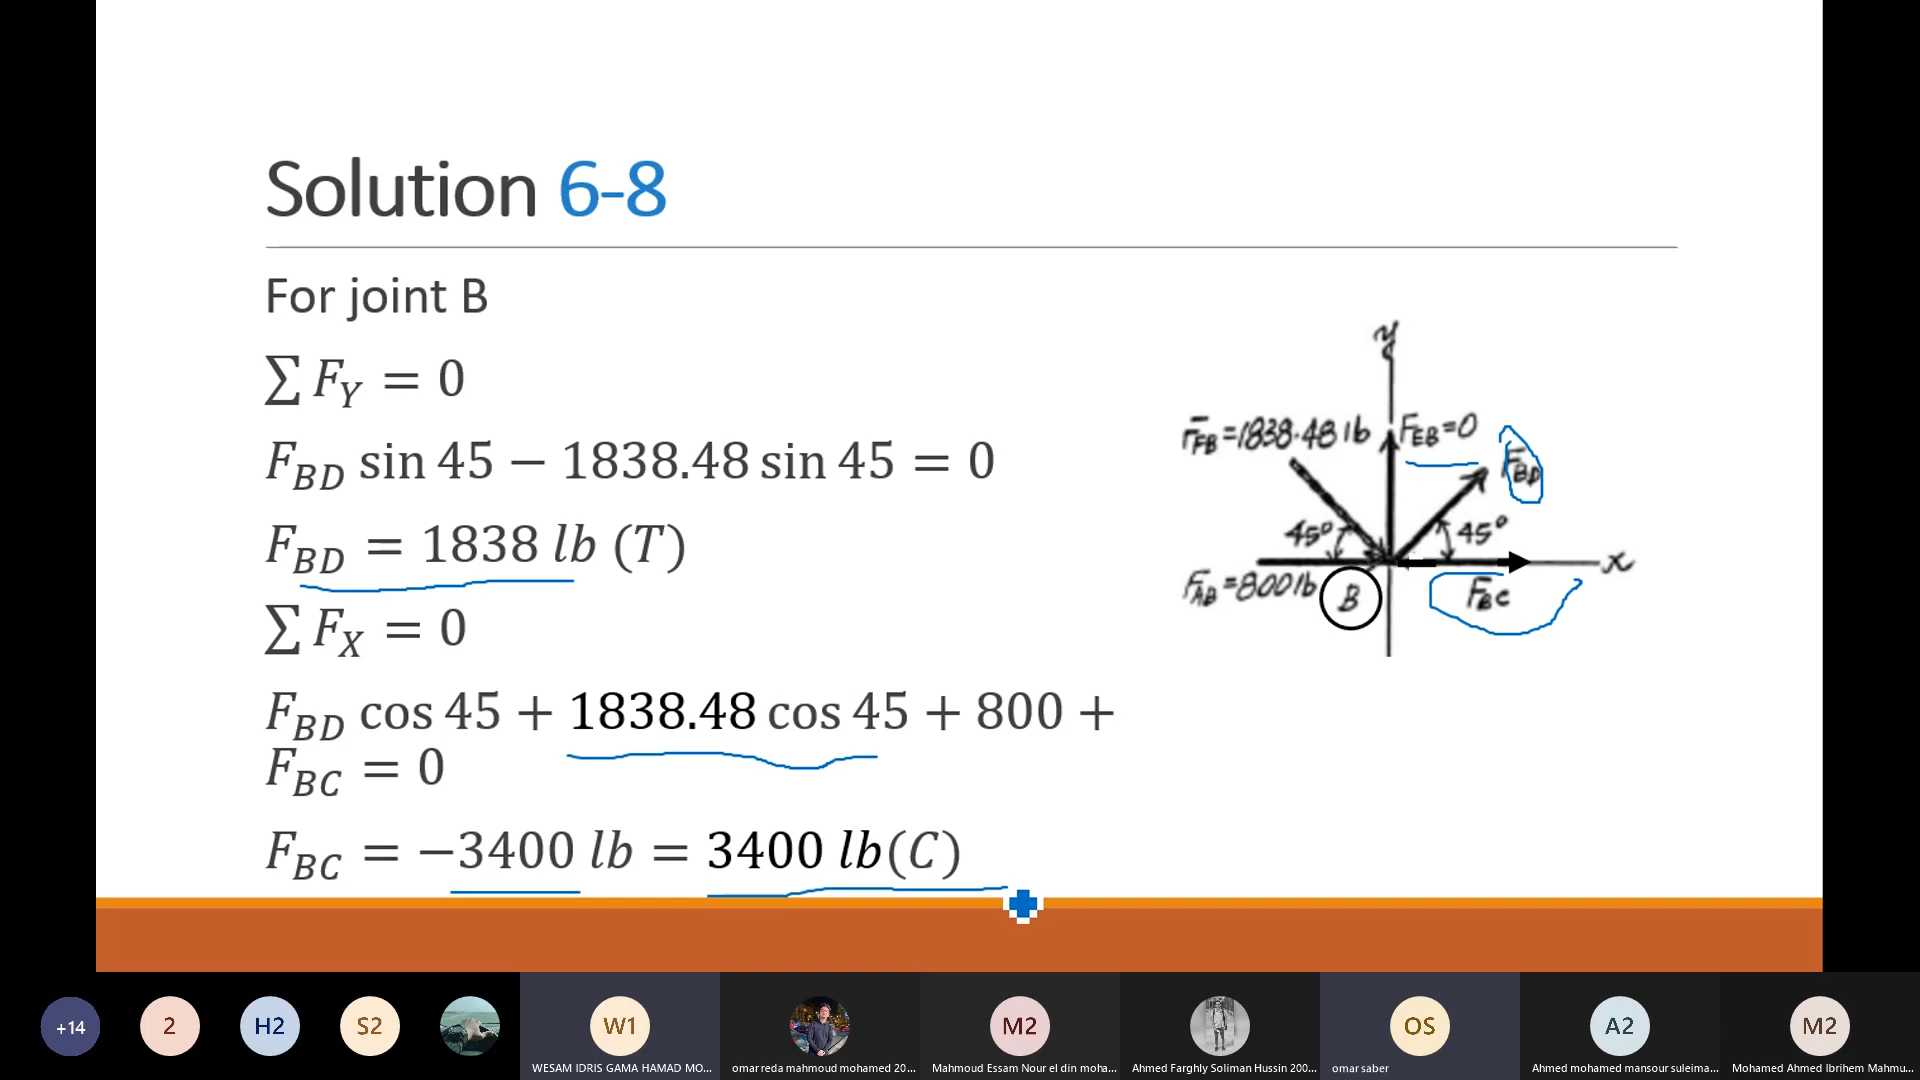 Solution 6-8
For joint B
∑ F_Y = 0
F_BD sin 45 − 1838.48 sin 45 = 0
F_BD = 1838 lb (T)
∑ F_X = 0
F_BD cos 45 + 1838.48 cos 45 + 800 +
F_BC = 0
F_BC = −3400 lb = 3400 lb(C)
y
F_FB=1838.48 lb
F_EB=0
F_BD
45°
45°
x
F_AB=800lb
B
F_BC
+14
2
H2
S2
W1
M2
OS
A2
M2
WESAM IDRIS GAMA HAMAD MO...
omar reda mahmoud mohamed 20...
Mahmoud Essam Nour el din moha...
Ahmed Farghly Soliman Hussin 200...
omar saber
Ahmed mohamed mansour suleima...
Mohamed Ahmed Ibrihem Mahmu...